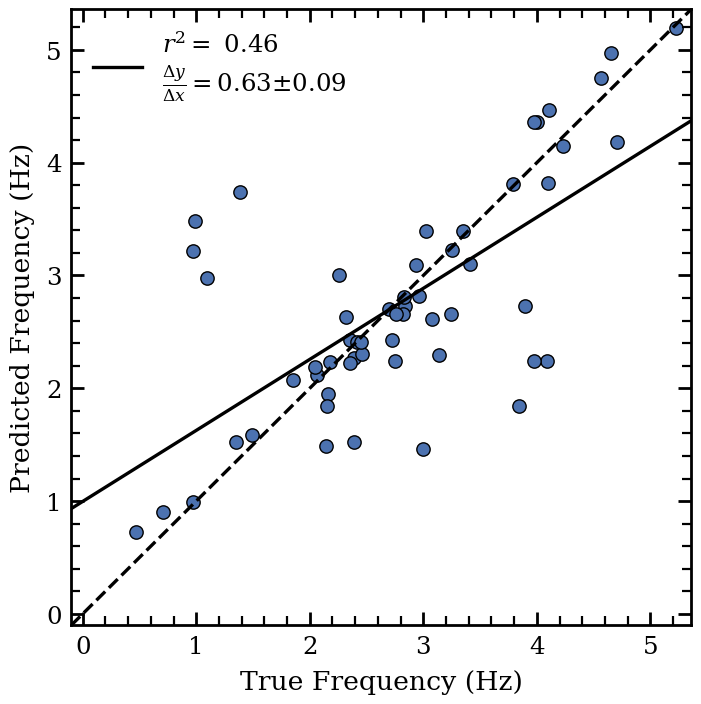 r² = 0.46
Δy/Δx = 0.63±0.09
5
4
3
2
1
0
Predicted Frequency (Hz)
0 1 2 3 4 5
True Frequency (Hz)